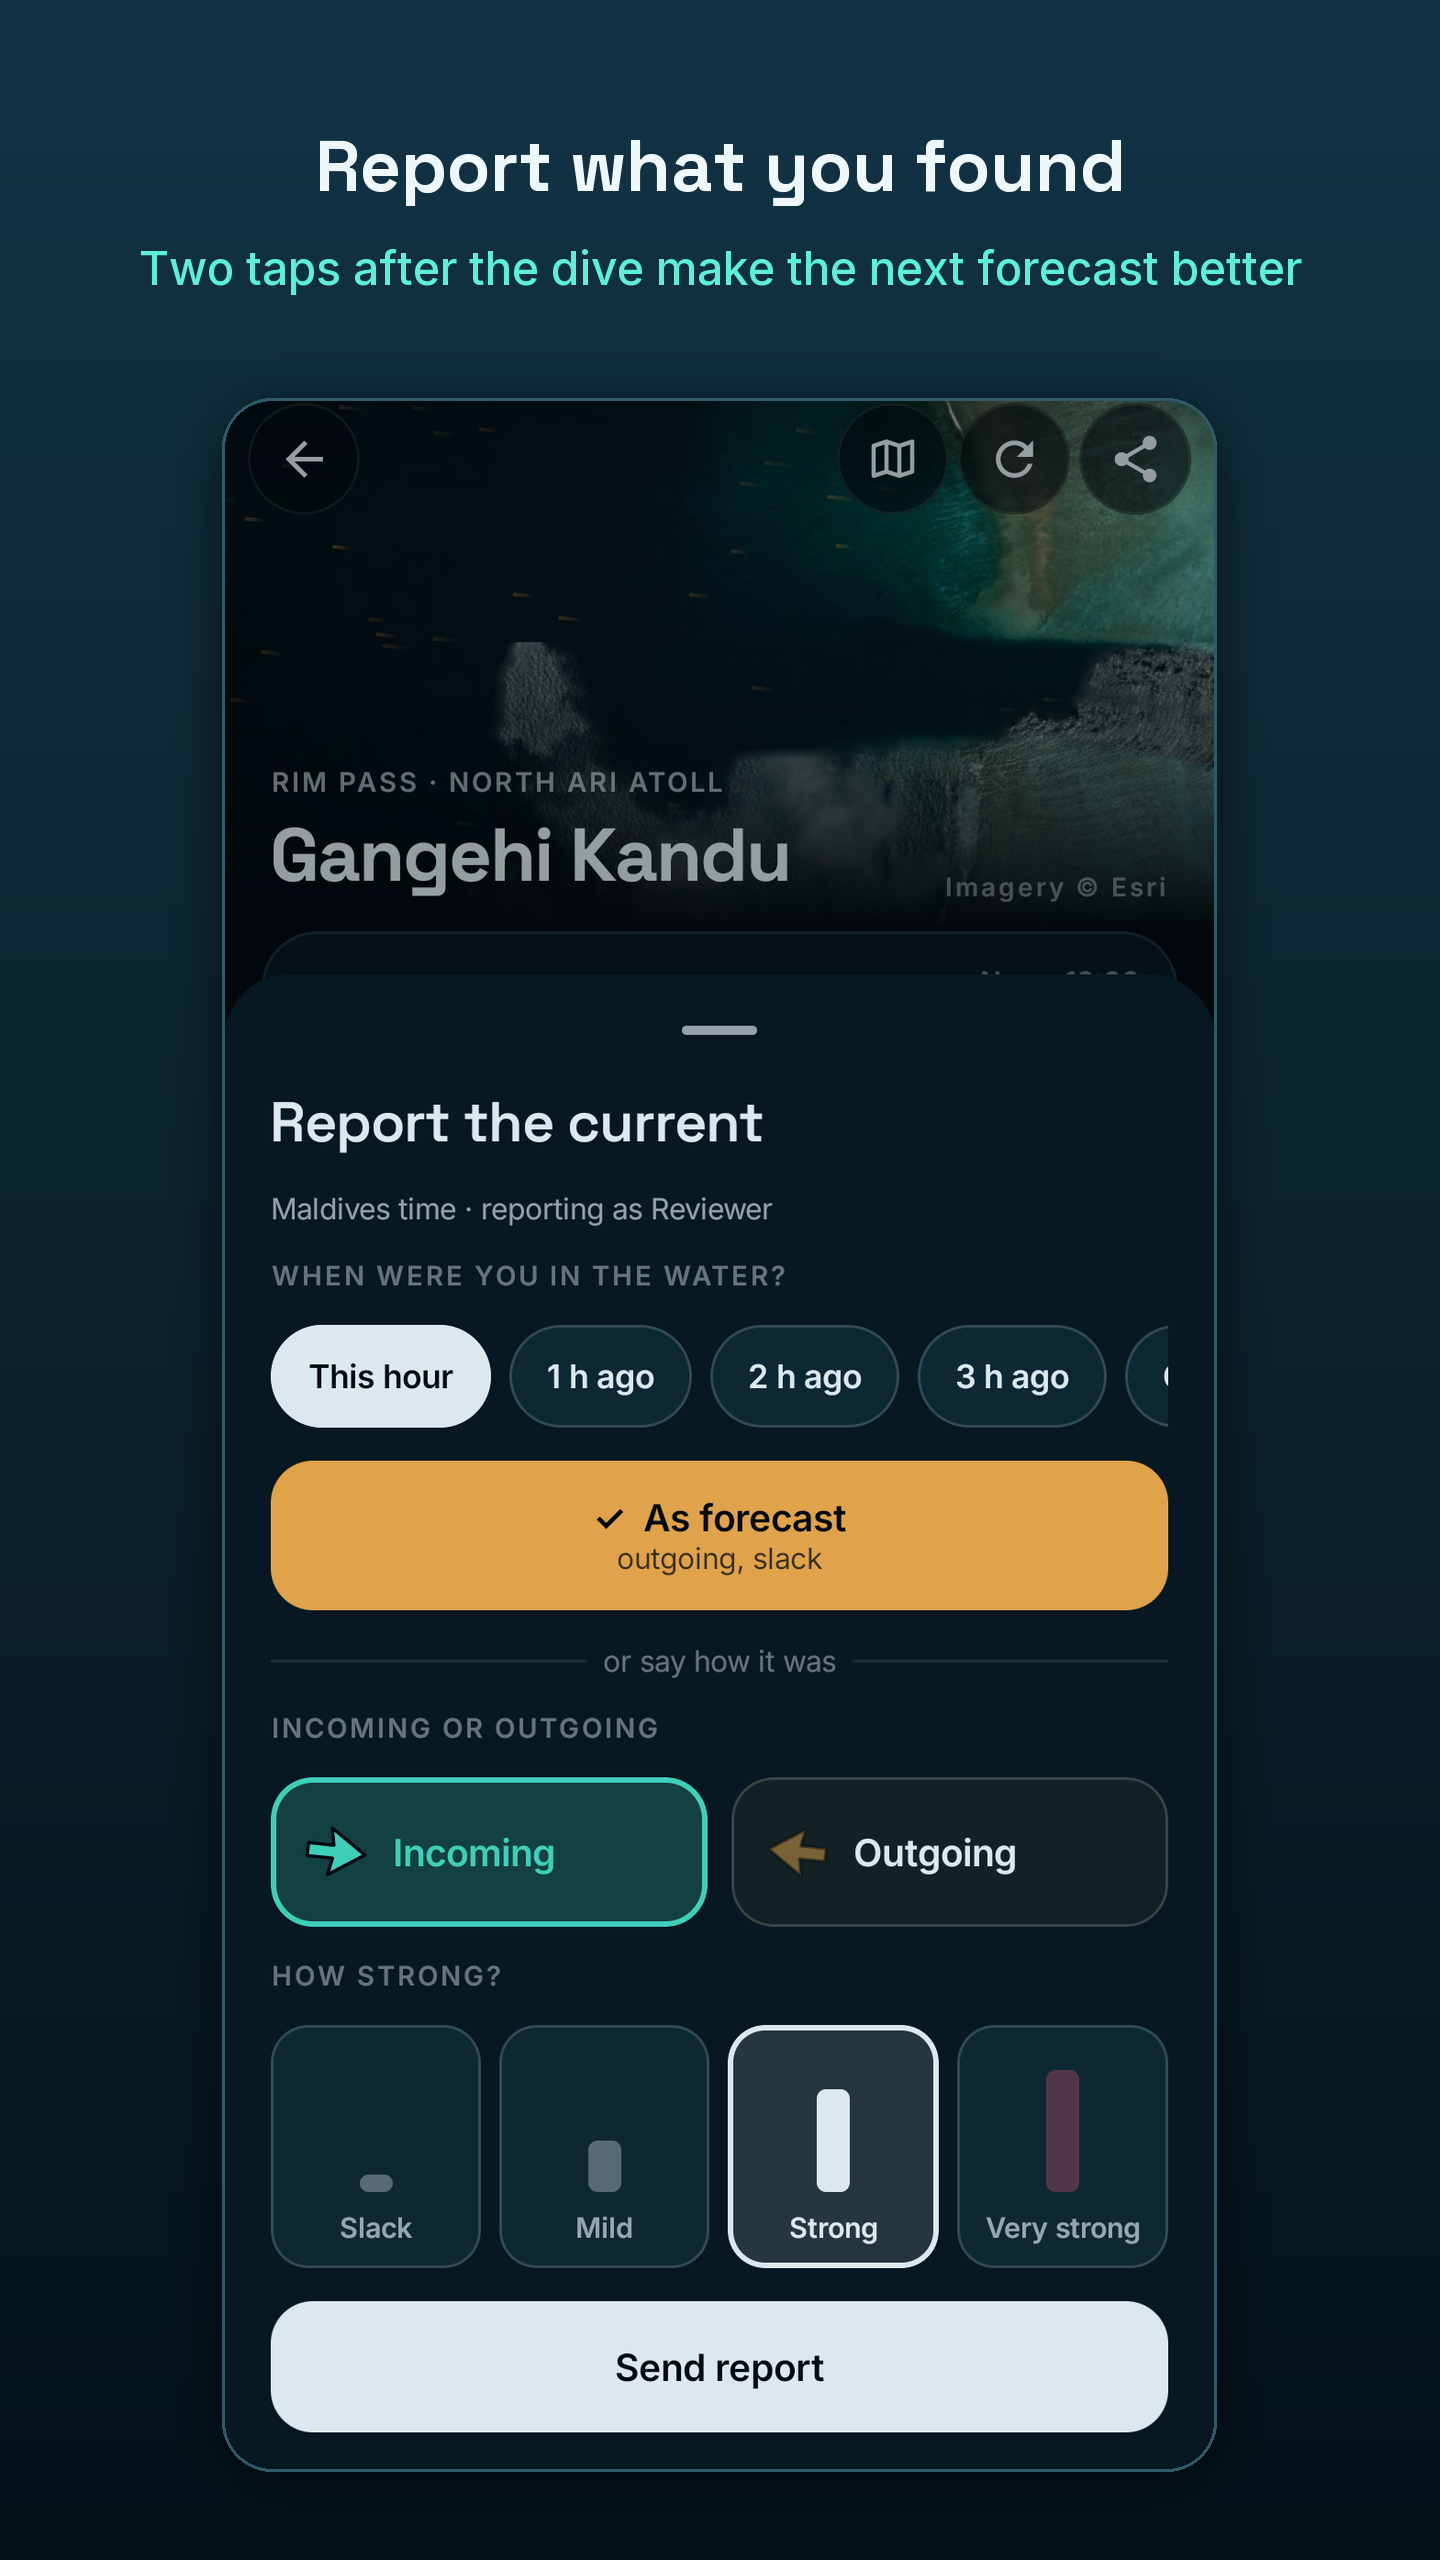 Report what you found
Two taps after the dive make the next forecast better
RIM PASS · NORTH ARI ATOLL
Gangehi Kandu
Imagery © Esri
Report the current
Maldives time · reporting as Reviewer
WHEN WERE YOU IN THE WATER?
This hour 1 h ago 2 h ago 3 h ago
As forecast
outgoing, slack
or say how it was
INCOMING OR OUTGOING
Incoming Outgoing
HOW STRONG?
Slack Mild Strong Very strong
Send report